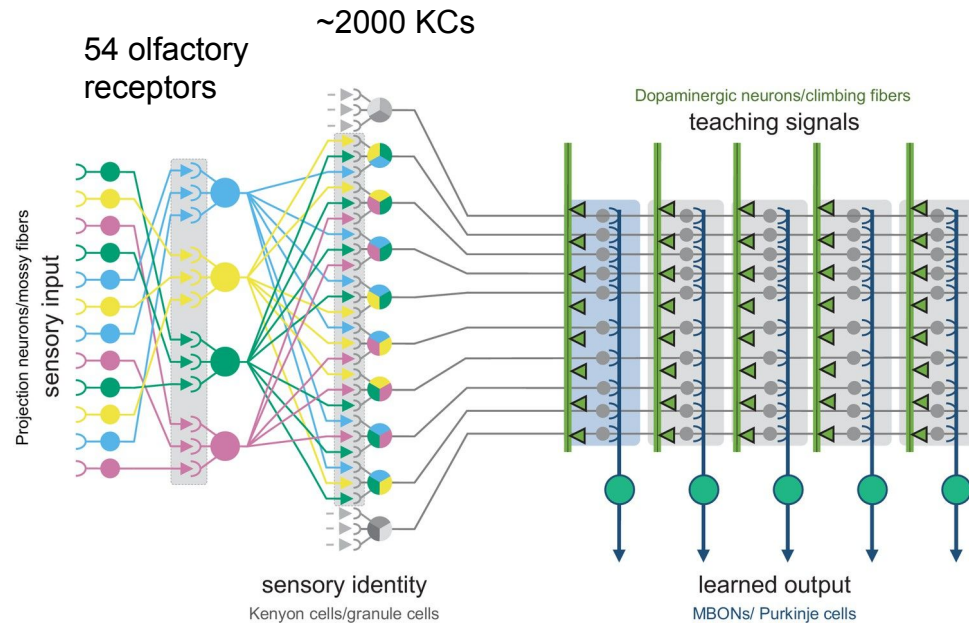 ~2000 KCs
54 olfactory
receptors
Dopaminergic neurons/climbing fibers
teaching signals
Projection neurons/mossy fibers
sensory input
sensory identity
Kenyon cells/granule cells
learned output
MBONs/ Purkinje cells